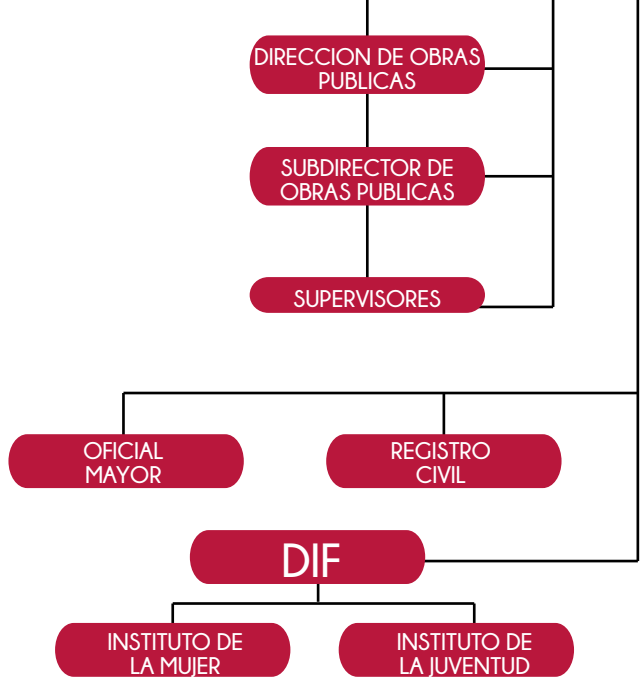 DIRECCION DE OBRAS
PUBLICAS
SUBDIRECTOR DE
OBRAS PUBLICAS
SUPERVISORES
OFICIAL
MAYOR
REGISTRO
CIVIL
DIF
INSTITUTO DE
LA MUJER
INSTITUTO DE
LA JUVENTUD